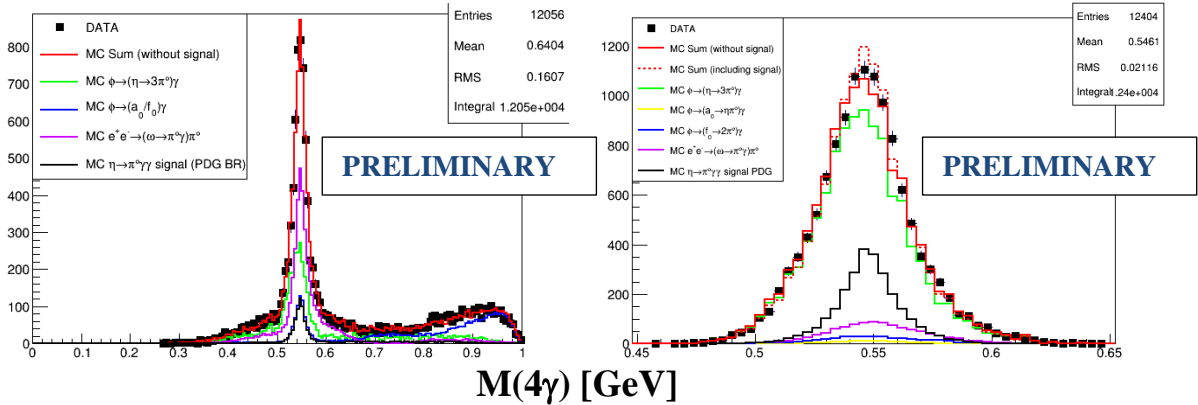 DATA
MC Sum (without signal)
MC ϕ→(η→3π°)γ
MC ϕ→(a₀/f₀)γ
MC e⁺e⁻→(ω→π°γ)π°
MC η→π°γγ signal (PDG BR)
Entries 12056
Mean 0.6404
RMS 0.1607
Integral 1.205e+004
PRELIMINARY
800
700
600
500
400
300
200
100
0
0 0.1 0.2 0.3 0.4 0.5 0.6 0.7 0.8 0.9 1
DATA
MC Sum (without signal)
MC Sum (including signal)
MC ϕ→(η→3π°)γ
MC ϕ→(a₀→ηπ°)γ
MC ϕ→(f₀→2π°)γ
MC e⁺e⁻→(ω→π°γ)π°
MC η→π°γγ signal PDG
Entries 12404
Mean 0.5461
RMS 0.02116
Integral 1.24e+004
PRELIMINARY
1200
1000
800
600
400
200
0
0.45 0.5 0.55 0.6 0.65
M(4γ) [GeV]